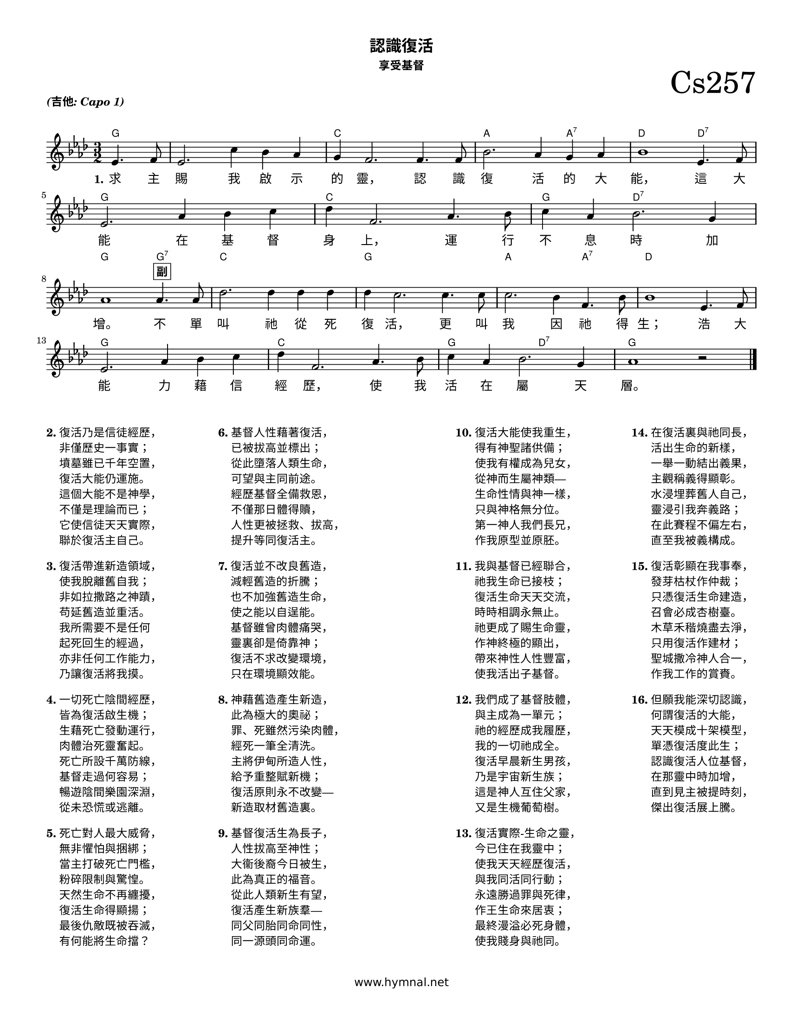 認識復活
享受基督
Cs257
(吉他: Capo 1)
G C A A7 D D7
1. 求 主 賜 我 啟 示 的 靈， 認 識 復 活 的 大 能， 這 大
5 G C G D7
能 在 基 督 身 上， 運 行 不 息 時 加
G G7 C G A A7 D
8 副
增。 不 單 叫 祂 從 死 復 活， 更 叫 我 因 祂 得 生； 浩 大
13 G C G D7 G
能 力 藉 信 經 歷， 使 我 活 在 屬 天 層。
2. 復活乃是信徒經歷，
非僅歷史一事實；
墳墓雖已千年空置，
復活大能仍運施。
這個大能不是神學，
不僅是理論而已；
它使信徒天天實際，
聯於復活主自己。
3. 復活帶進新造領域，
使我脫離舊自我；
非如拉撒路之神蹟，
苟延舊造並重活。
我所需要不是任何
起死回生的經過，
亦非任何工作能力，
乃讓復活將我摸。
4. 一切死亡陰間經歷，
皆為復活啟生機；
生藉死亡發動運行，
肉體治死靈奮起。
死亡所設千萬防線，
基督走過何容易；
暢遊陰間樂園深淵，
從未恐慌或逃離。
5. 死亡對人最大威脅，
無非懼怕與捆綁；
當主打破死亡門檻，
粉碎限制與驚惶。
天然生命不再纏擾，
復活生命得顯揚；
最後仇敵既被吞滅，
有何能將生命擋？
6. 基督人性藉著復活，
已被拔高並標出；
從此墮落人類生命，
可望與主同前途。
經歷基督全備救恩，
不僅那日體得贖，
人性更被拯救、拔高，
提升等同復活主。
7. 復活並不改良舊造，
減輕舊造的折騰；
也不加強舊造生命，
使之能以自逞能。
基督雖曾肉體痛哭，
靈裏卻是倚靠神；
復活不求改變環境，
只在環境顯效能。
8. 神藉舊造產生新造，
此為極大的奧祕；
罪、死雖然污染肉體，
經死一筆全清洗。
主將伊甸所造人性，
給予重整賦新機；
復活原則永不改變—
新造取材舊造裏。
9. 基督復活生為長子，
人性拔高至神性；
大衞後裔今日被生，
此為真正的福音。
從此人類新生有望，
復活產生新族羣—
同父同胎同命同性，
同一源頭同命運。
10. 復活大能使我重生，
得有神聖諸供備；
使我有權成為兒女，
從神而生屬神類—
生命性情與神一樣，
只與神格無分位。
第一神人我們長兄，
作我原型並原胚。
11. 我與基督已經聯合，
祂我生命已接枝；
復活生命天天交流，
時時相調永無止。
祂更成了賜生命靈，
作神終極的顯出，
帶來神性人性豐富，
使我活出子基督。
12. 我們成了基督肢體，
與主成為一單元；
祂的經歷成我履歷，
我的一切祂成全。
復活早晨新生男孩，
乃是宇宙新生族；
這是神人互住父家，
又是生機葡萄樹。
13. 復活實際-生命之靈，
今已住在我靈中；
使我天天經歷復活，
與我同活同行動；
永遠勝過罪與死律，
作王生命來居衷；
最終漫溢必死身體，
使我賤身與祂同。
14. 在復活裏與祂同長，
活出生命的新樣，
一舉一動結出義果，
主觀稱義得顯彰。
水浸埋葬舊人自己，
靈浸引我奔義路；
在此賽程不偏左右，
直至我被義構成。
15. 復活彰顯在我事奉，
發芽枯杖作仲裁；
只憑復活生命建造，
召會必成杏樹臺。
木草禾稭燒盡去淨，
只用復活作建材；
聖城撒冷神人合一，
作我工作的賞賚。
16. 但願我能深切認識，
何謂復活的大能，
天天模成十架模型，
單憑復活度此生；
認識復活人位基督，
在那靈中時加增，
直到見主被提時刻，
傑出復活展上騰。
www.hymnal.net